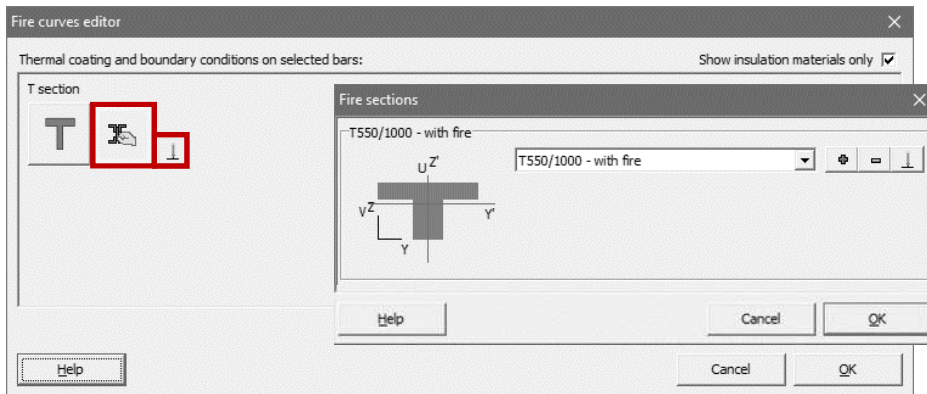 Fire curves editor
Thermal coating and boundary conditions on selected bars:
Show insulation materials only
T section
Fire sections
T550/1000 - with fire
T550/1000 - with fire
U
Z'
V
Z
Y'
Y
Help
Cancel
OK
Help
Cancel
OK